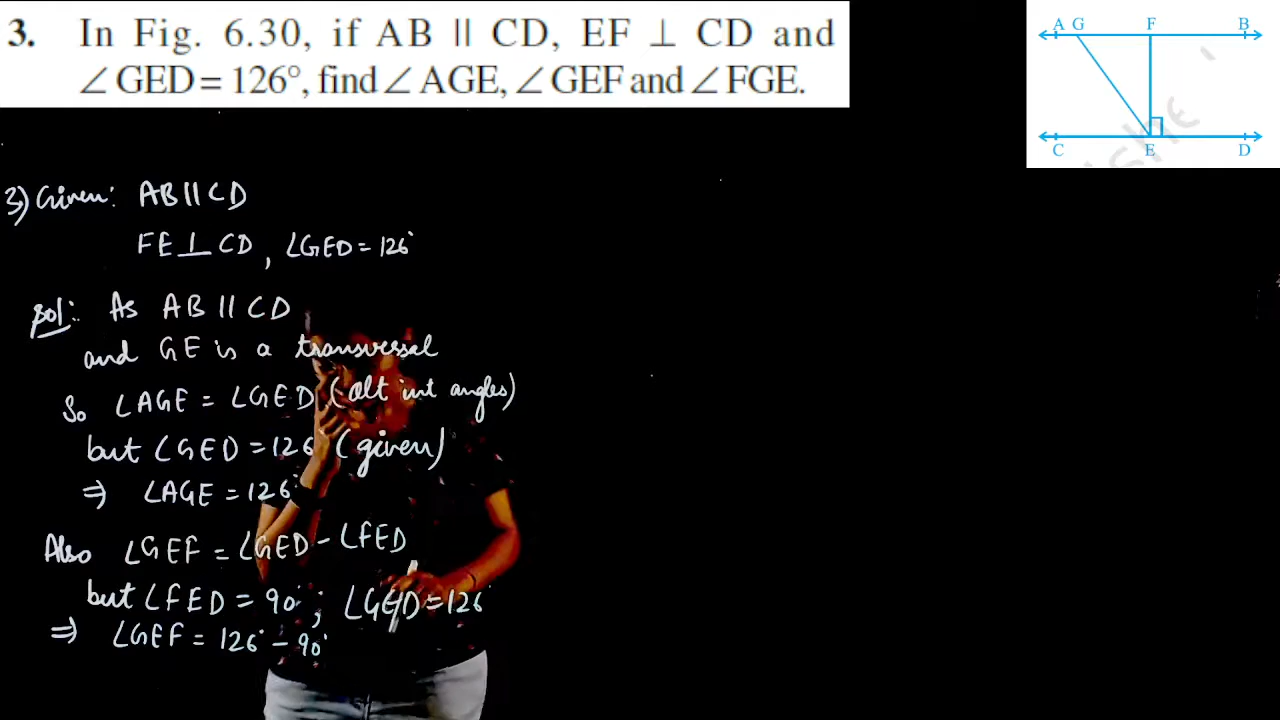 3. In Fig. 6.30, if AB || CD, EF ⊥ CD and
∠ GED = 126°, find ∠ AGE, ∠ GEF and ∠ FGE.
A G F B
C E D
3) Given: AB || CD
FE ⊥ CD, ∠GED = 126°
Sol: As AB || CD
and GE is a transversal
So ∠AGE = ∠GED (alt int angles)
but ∠GED = 126° (given)
⇒ ∠AGE = 126°
Also ∠GEF = ∠GED - ∠FED
but ∠FED = 90°; ∠GED = 126°
⇒ ∠GEF = 126° - 90°